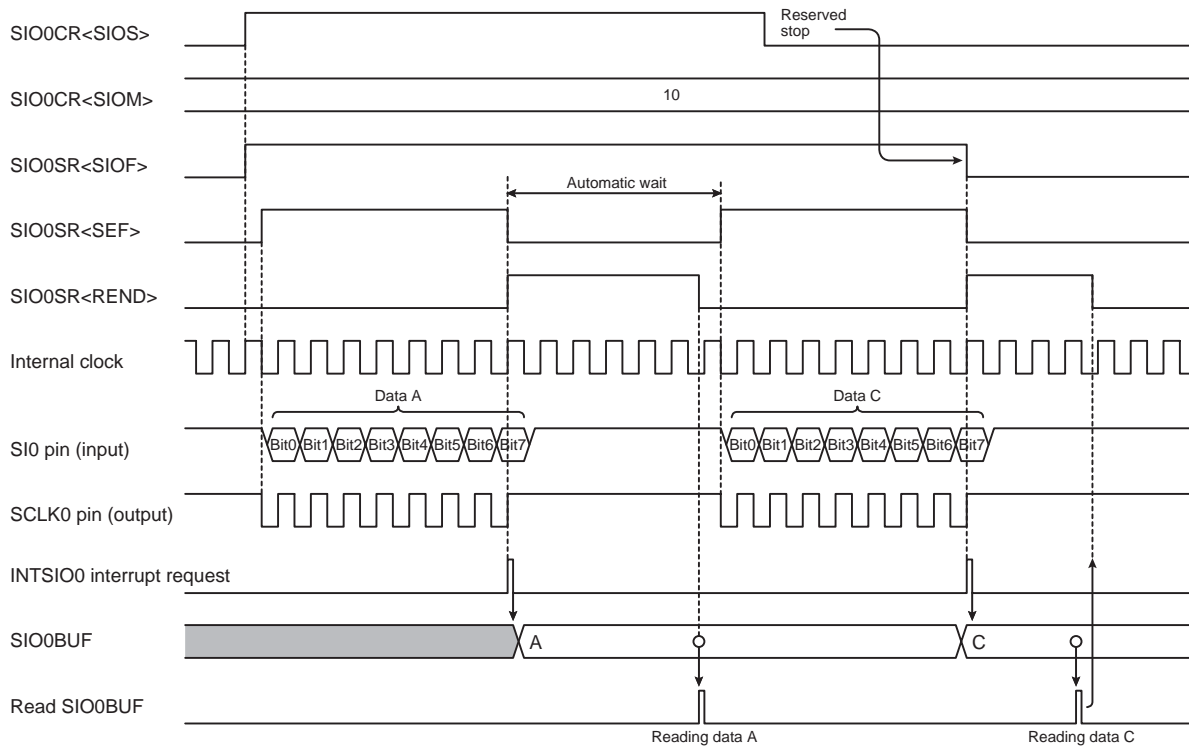 Reserved
stop
SIO0CR<SIOS>
SIO0CR<SIOM>
10
SIO0SR<SIOF>
Automatic wait
SIO0SR<SEF>
SIO0SR<REND>
Internal clock
Data A
Data C
SI0 pin (input)
Bit0 Bit1 Bit2 Bit3 Bit4 Bit5 Bit6 Bit7
Bit0 Bit1 Bit2 Bit3 Bit4 Bit5 Bit6 Bit7
SCLK0 pin (output)
INTSIO0 interrupt request
SIO0BUF
A
C
Read SIO0BUF
Reading data A
Reading data C